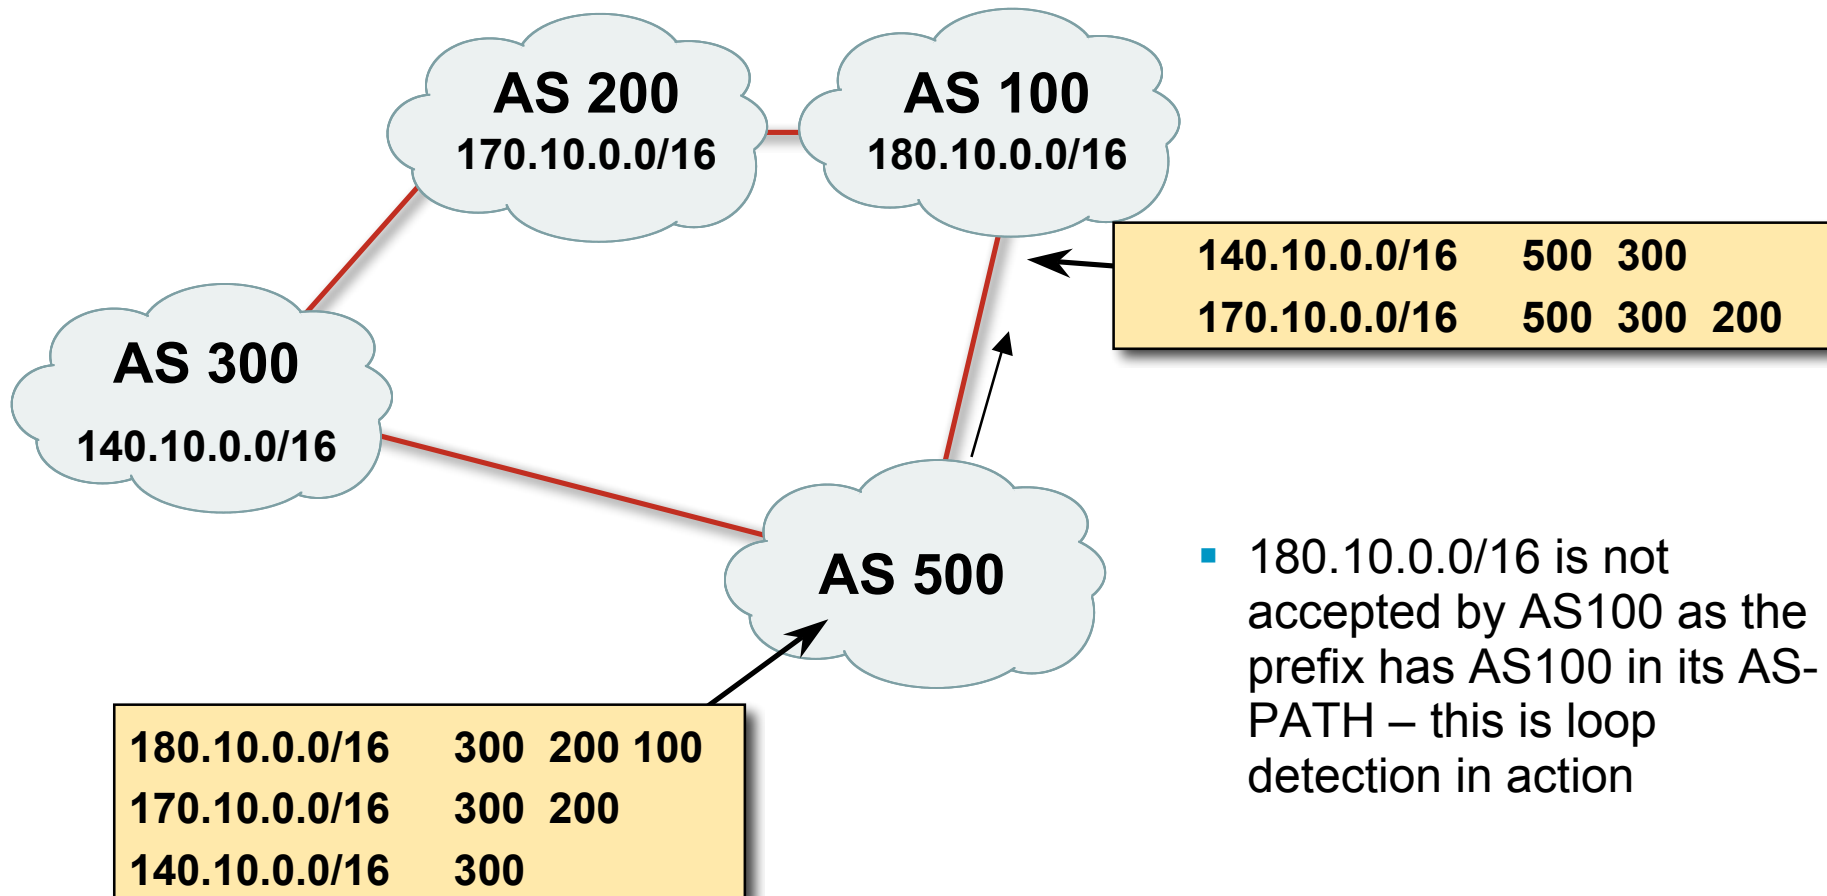 AS 200
170.10.0.0/16
AS 100
180.10.0.0/16
140.10.0.0/16 500 300
170.10.0.0/16 500 300 200
AS 300
140.10.0.0/16
AS 500
180.10.0.0/16 is not
accepted by AS100 as the
prefix has AS100 in its AS-
PATH – this is loop
detection in action
180.10.0.0/16 300 200 100
170.10.0.0/16 300 200
140.10.0.0/16 300